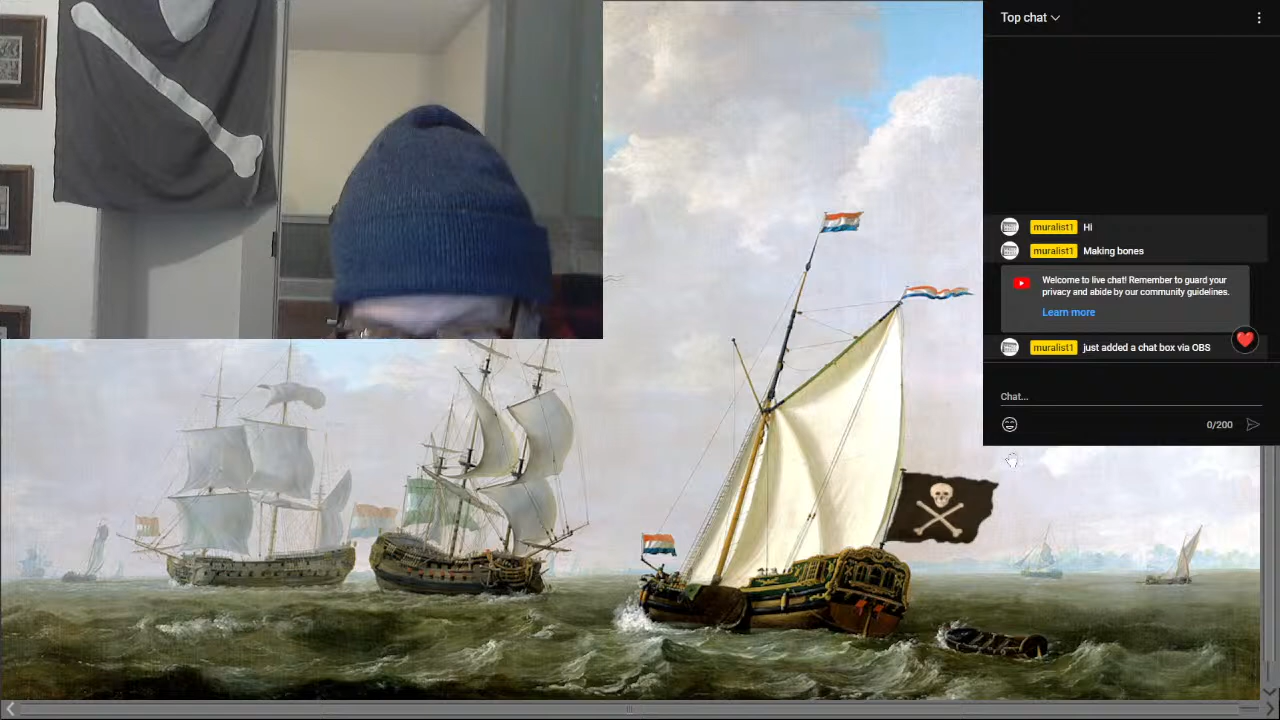 Top chat
muralist1 Hi
muralist1 Making bones
Welcome to live chat! Remember to guard your
privacy and abide by our community guidelines.
Learn more
muralist1 just added a chat box via OBS
Chat...
0/200